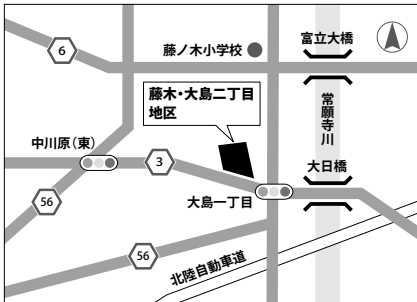 6
藤ノ木小学校
富立大橋
藤木・大島二丁目
地区
常願寺川
中川原(東)
3
大日橋
56
大島一丁目
56
北陸自動車道